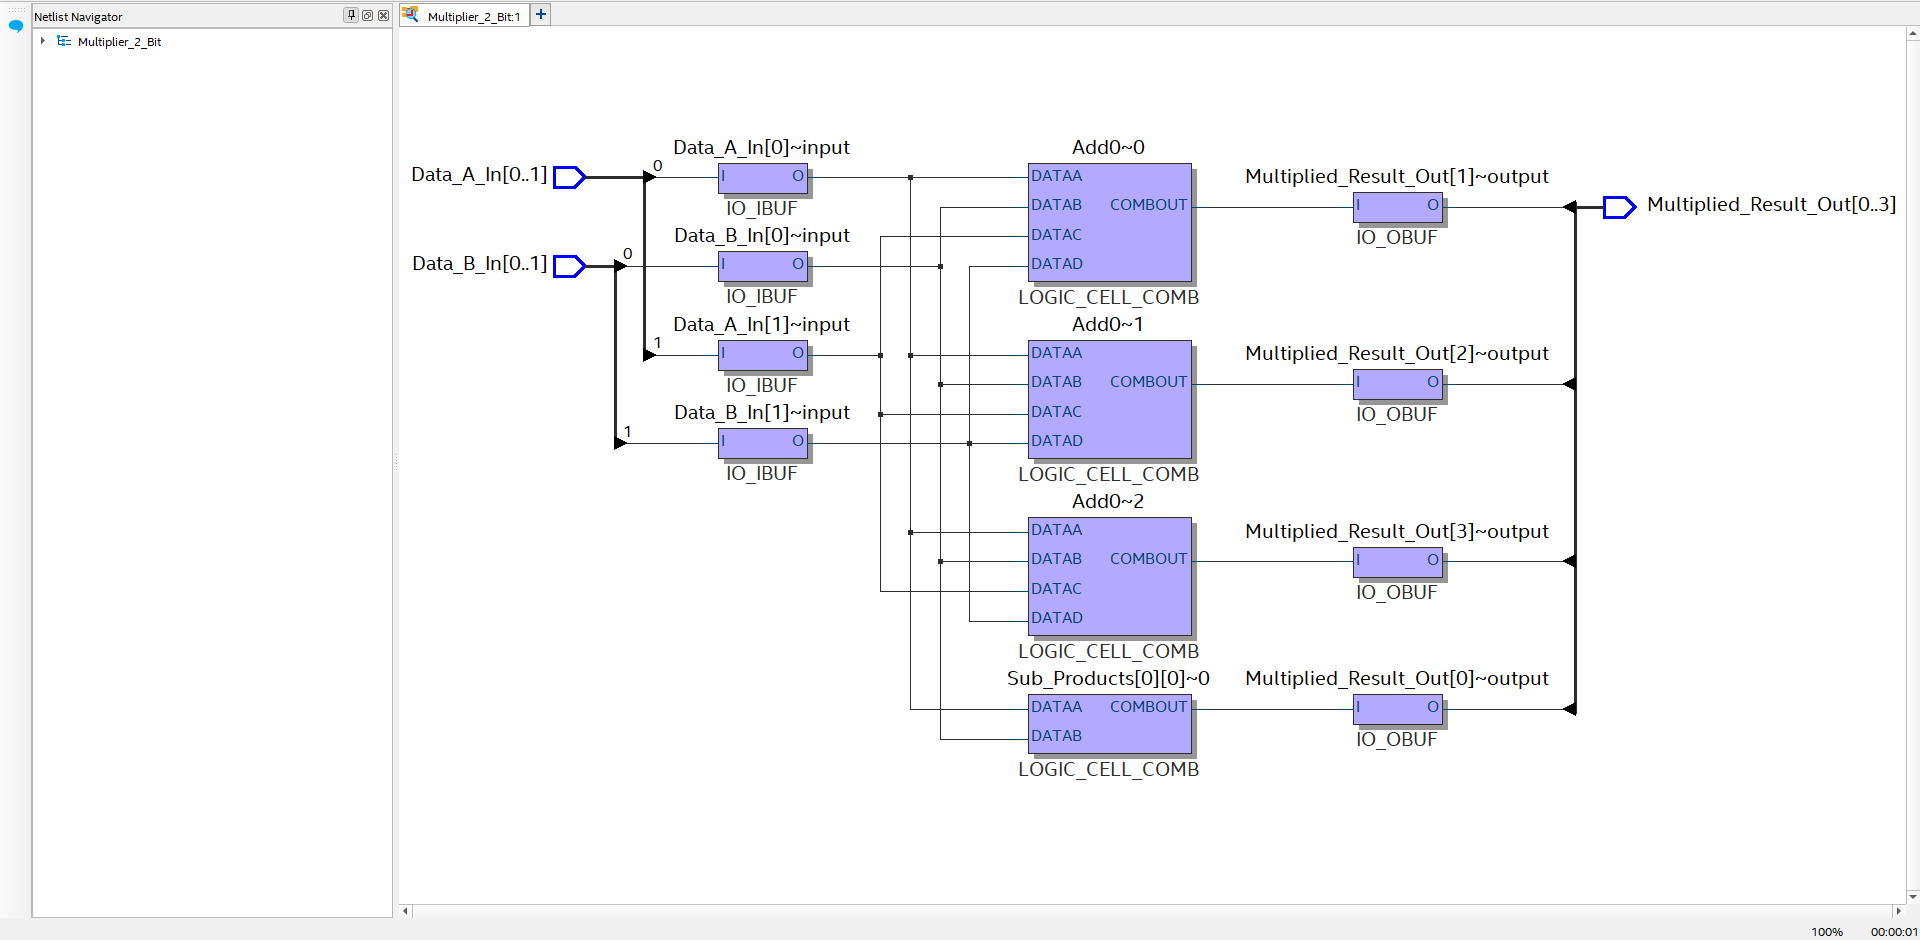 Netlist Navigator
Multiplier_2_Bit
Multiplier_2_Bit:1
+
Data_A_In[0..1]
Data_B_In[0..1]
0
0
1
1
Data_A_In[0]~input
I O
IO_IBUF
Data_B_In[0]~input
I O
IO_IBUF
Data_A_In[1]~input
I O
IO_IBUF
Data_B_In[1]~input
I O
IO_IBUF
Add0~0
DATAA
DATAB COMBOUT
DATAC
DATAD
LOGIC_CELL_COMB
Add0~1
DATAA
DATAB COMBOUT
DATAC
DATAD
LOGIC_CELL_COMB
Add0~2
DATAA
DATAB COMBOUT
DATAC
DATAD
LOGIC_CELL_COMB
Sub_Products[0][0]~0
DATAA COMBOUT
DATAB
LOGIC_CELL_COMB
Multiplied_Result_Out[1]~output
I O
IO_OBUF
Multiplied_Result_Out[2]~output
I O
IO_OBUF
Multiplied_Result_Out[3]~output
I O
IO_OBUF
Multiplied_Result_Out[0]~output
I O
IO_OBUF
Multiplied_Result_Out[0..3]
100% 00:00:01